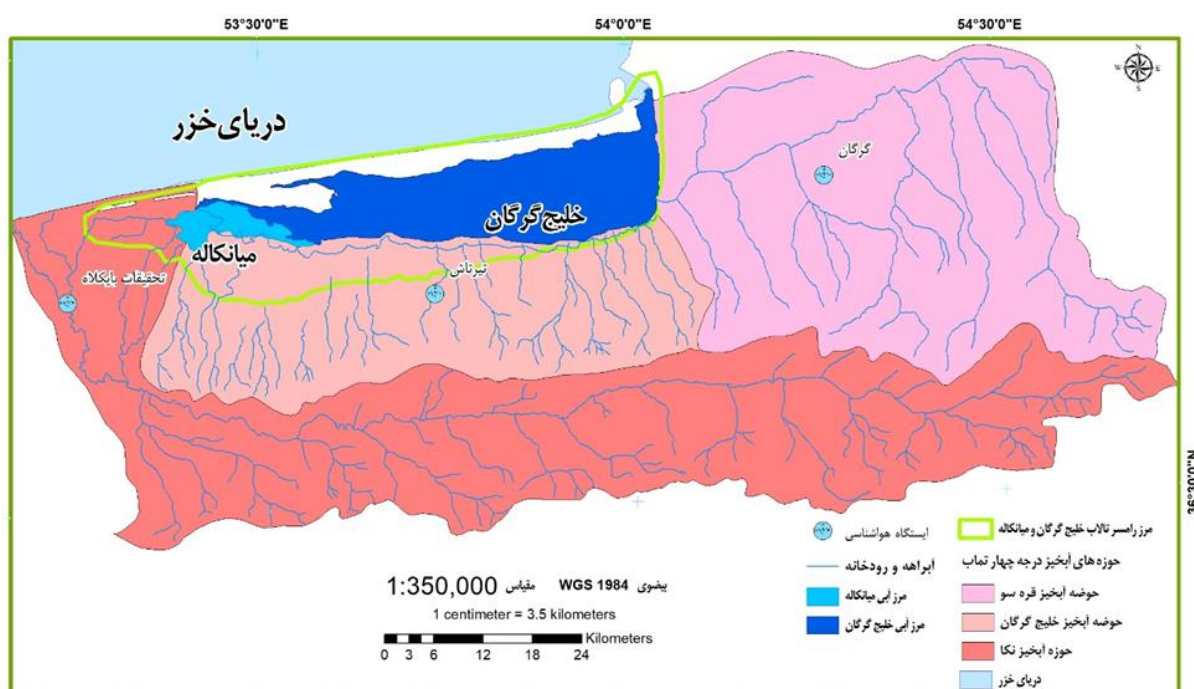 53°30'0"E
54°0'0"E
54°30'0"E
N
W E
S
دریای خزر
گرگان
خلیج گرگان
میانکاله
تیرتاش
تحقیقات بایکلاه
36°30'0"N
مرز رامسر تالاب خلیج گرگان و میانکاله
حوزه های آبخیز درجه چهار تماب
حوضه آبخیز قره سو
حوضه آبخیز خلیج گرگان
حوزه آبخیز نکا
دریای خزر
ایستگاه هواشناسی
آبراهه و رودخانه
مرز آبی میانکاله
مرز آبی خلیج گرگان
بیضوی WGS 1984 مقیاس 1:350,000
1 centimeter = 3.5 kilometers
Kilometers
0 3 6 12 18 24